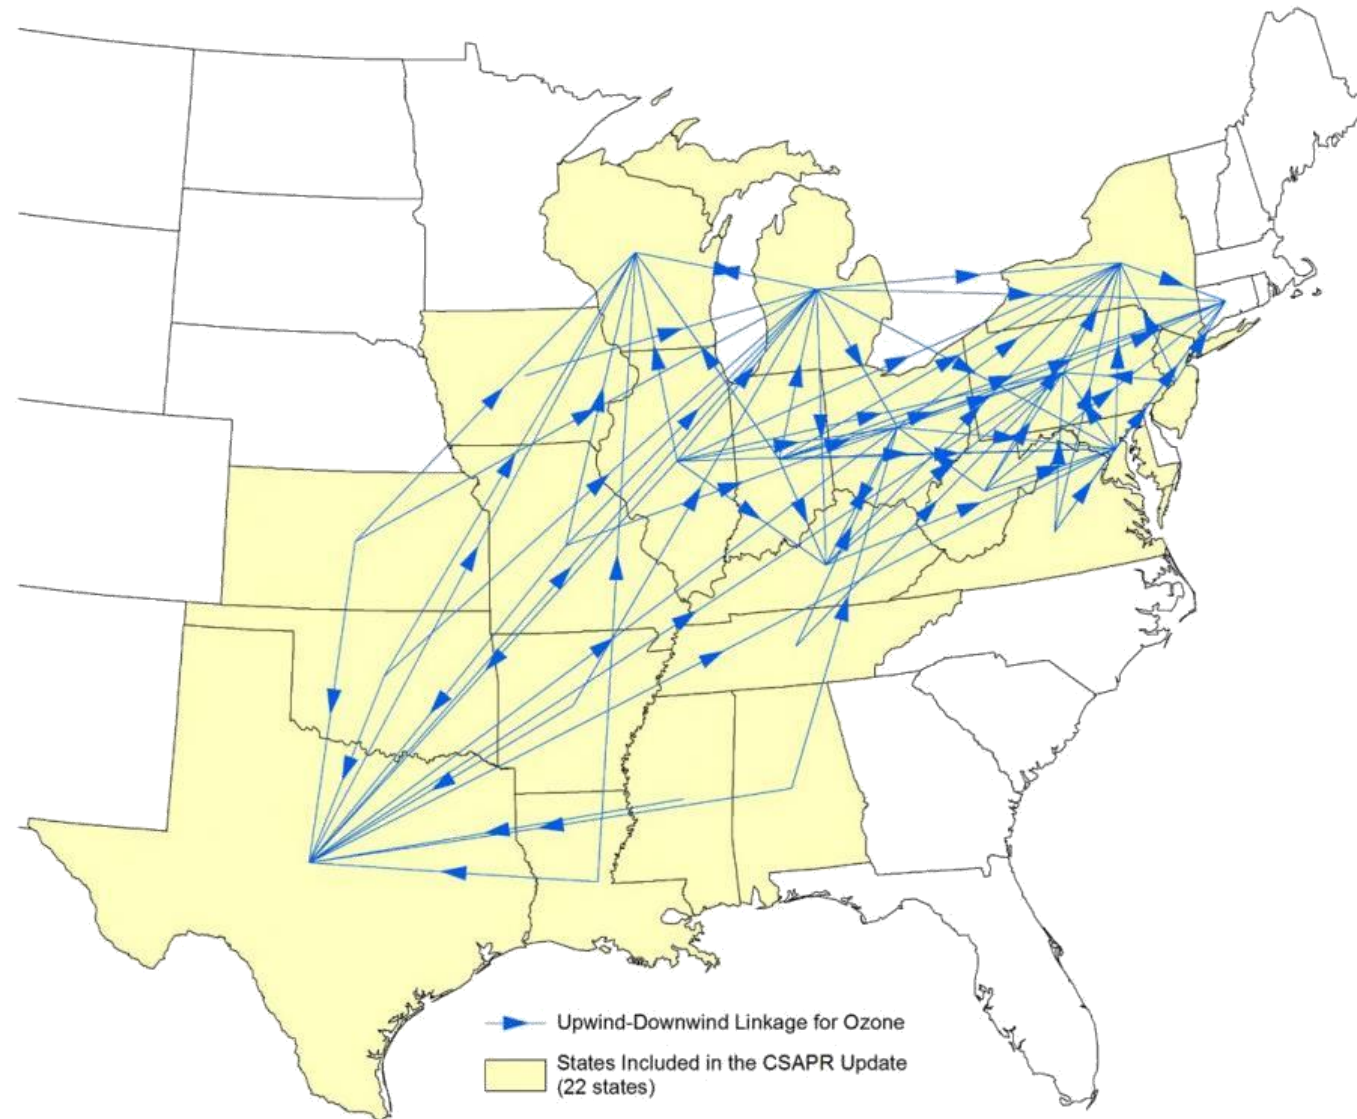 Upwind-Downwind Linkage for Ozone
States Included in the CSAPR Update
(22 states)